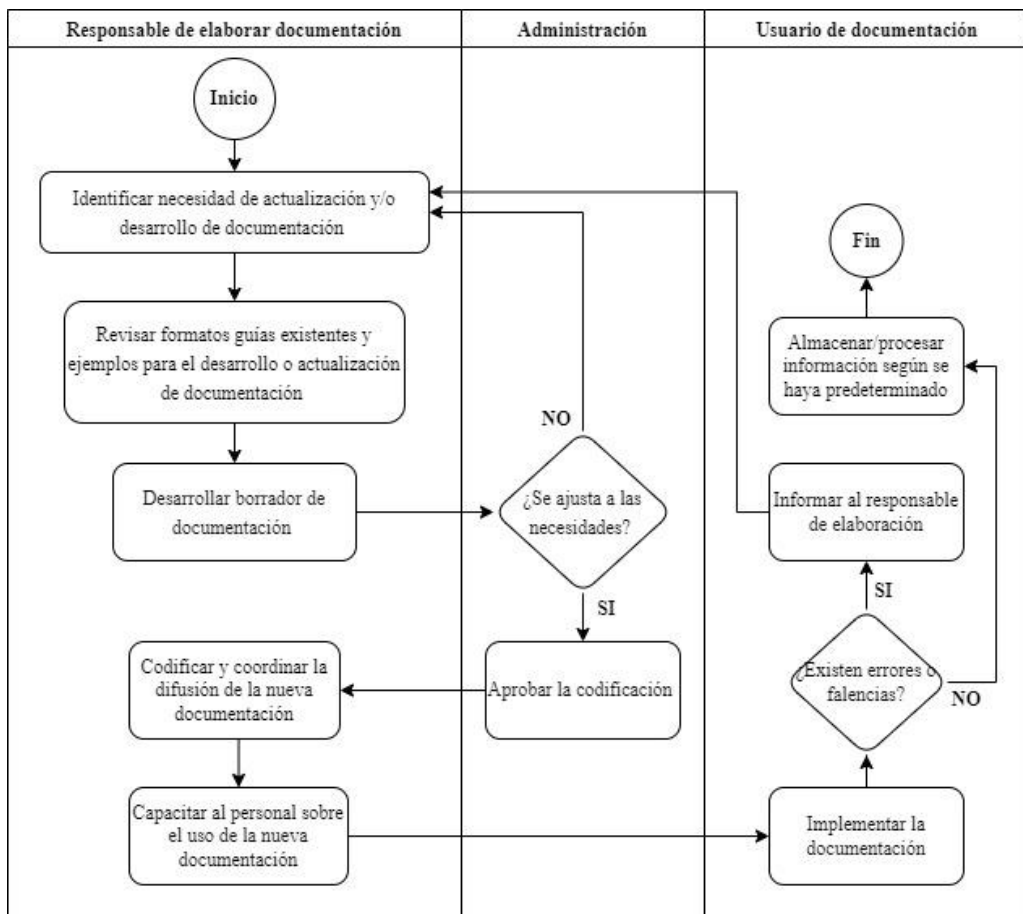 Responsable de elaborar documentación
Administración
Usuario de documentación
Inicio
Identificar necesidad de actualización y/o
desarrollo de documentación
Revisar formatos guías existentes y
ejemplos para el desarrollo o actualización
de documentación
Desarrollar borrador de
documentación
¿Se ajusta a las
necesidades?
NO
SI
Aprobar la codificación
Codificar y coordinar la
difusión de la nueva
documentación
Capacitar al personal sobre
el uso de la nueva
documentación
Implementar la
documentación
¿Existen errores o
falencias?
SI
NO
Informar al responsable
de elaboración
Almacenar/procesar
información según se
haya predeterminado
Fin